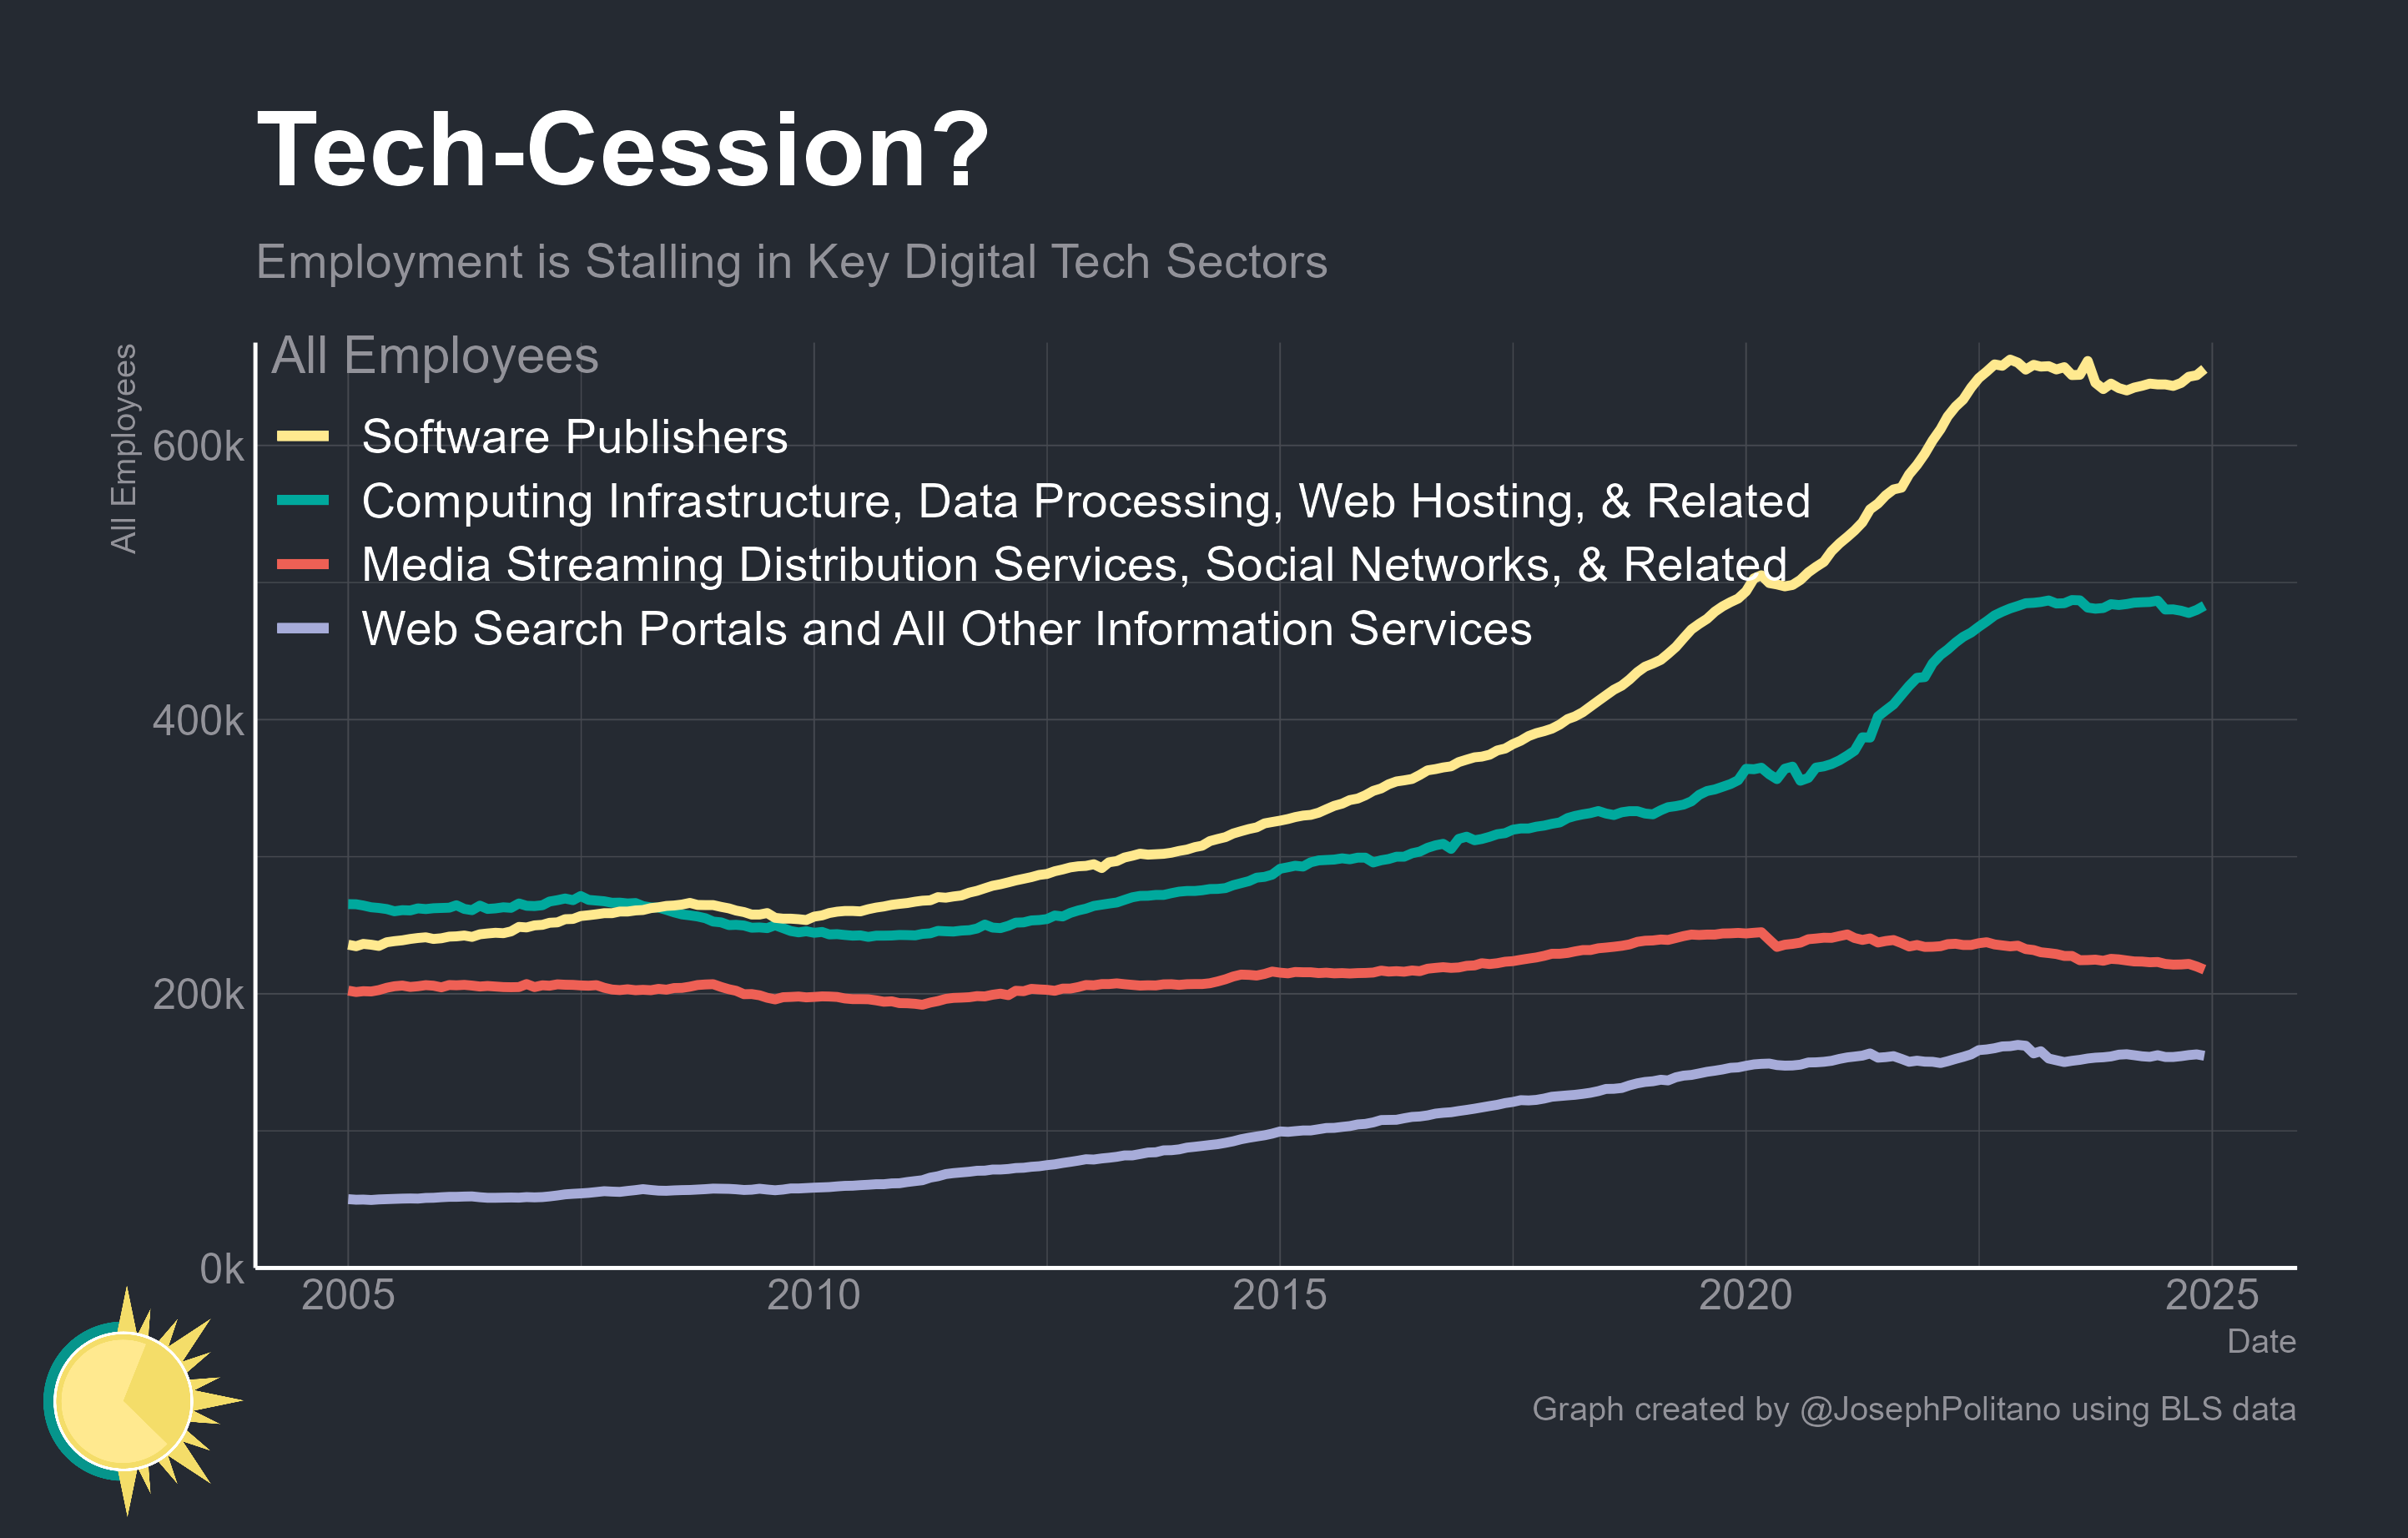 Tech-Cession?
Employment is Stalling in Key Digital Tech Sectors
All Employees
All Employees
Software Publishers
Computing Infrastructure, Data Processing, Web Hosting, & Related
Media Streaming Distribution Services, Social Networks, & Related
Web Search Portals and All Other Information Services
600k
400k
200k
0k
2005 2010 2015 2020 2025
Date
Graph created by @JosephPolitano using BLS data